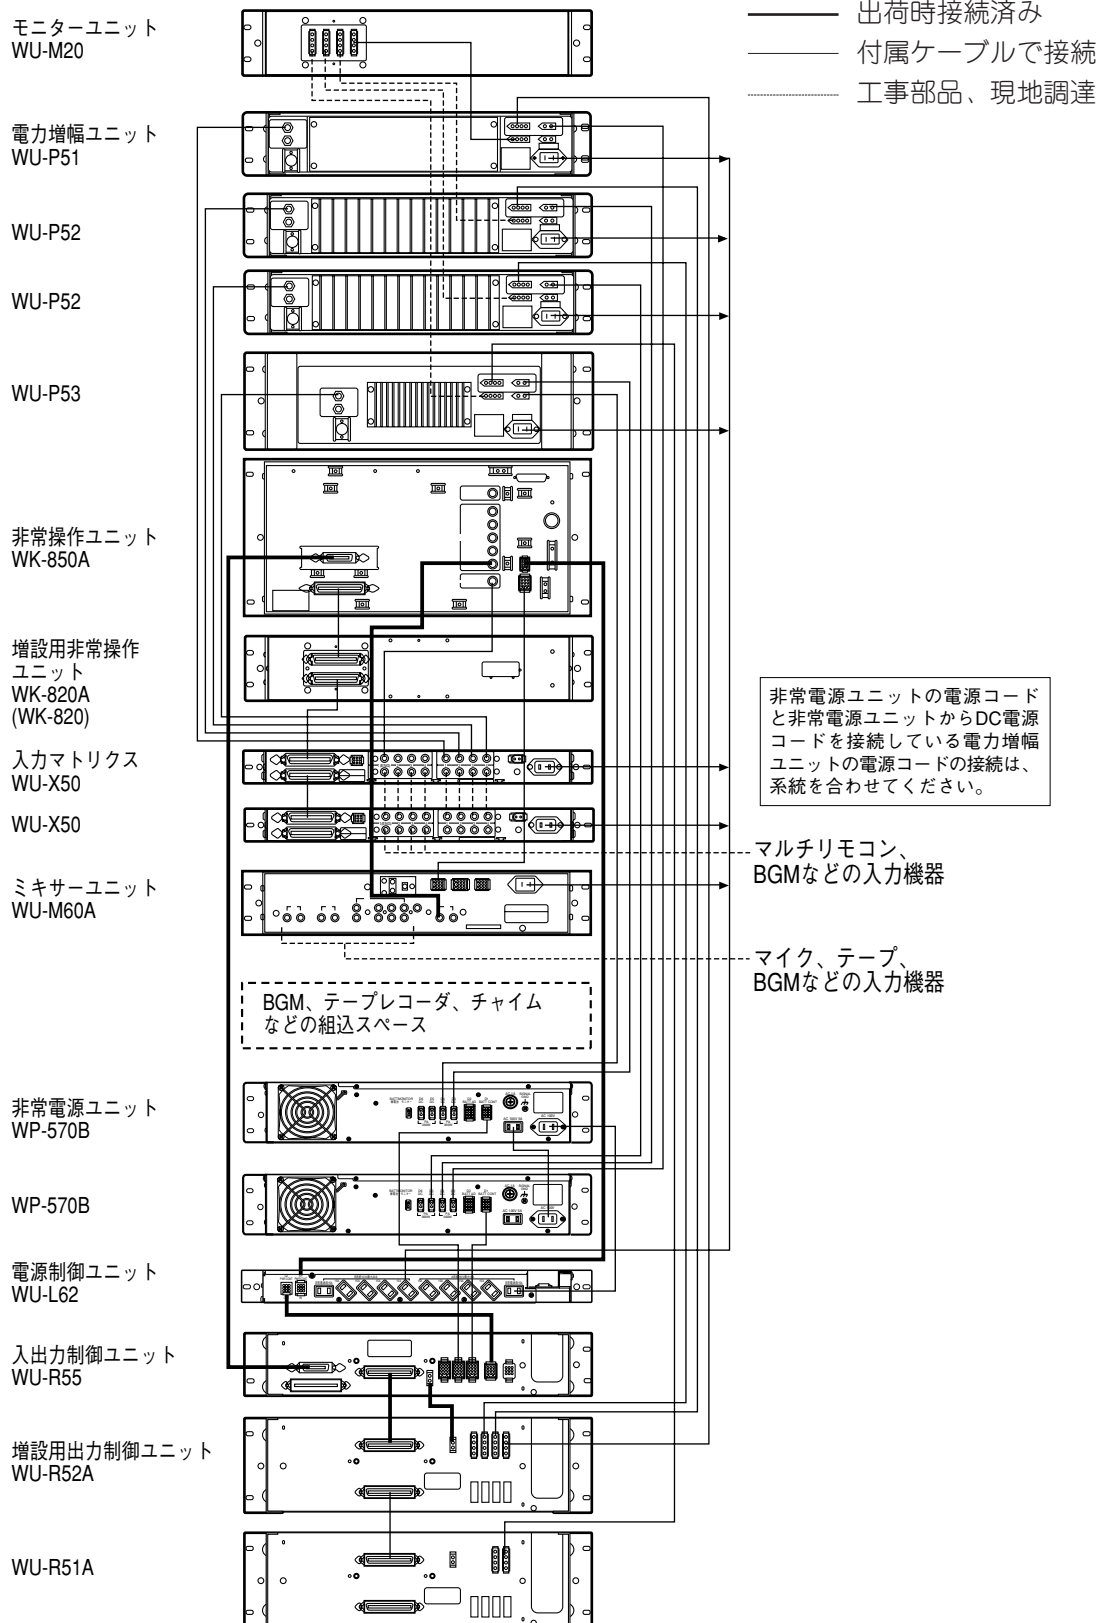 出荷時接続済み
付属ケーブルで接続
工事部品、現地調達
モニターユニット
WU-M20
電力増幅ユニット
WU-P51
WU-P52
WU-P52
WU-P53
非常操作ユニット
WK-850A
増設用非常操作
ユニット
WK-820A
(WK-820)
入力マトリクス
WU-X50
WU-X50
ミキサーユニット
WU-M60A
非常電源ユニットの電源コード
と非常電源ユニットからDC電源
コードを接続している電力増幅
ユニットの電源コードの接続は、
系統を合わせてください。
マルチリモコン、
BGMなどの入力機器
マイク、テープ、
BGMなどの入力機器
BGM、テープレコーダ、チャイム
などの組込スペース
非常電源ユニット
WP-570B
WP-570B
電源制御ユニット
WU-L62
入出力制御ユニット
WU-R55
増設用出力制御ユニット
WU-R52A
WU-R51A